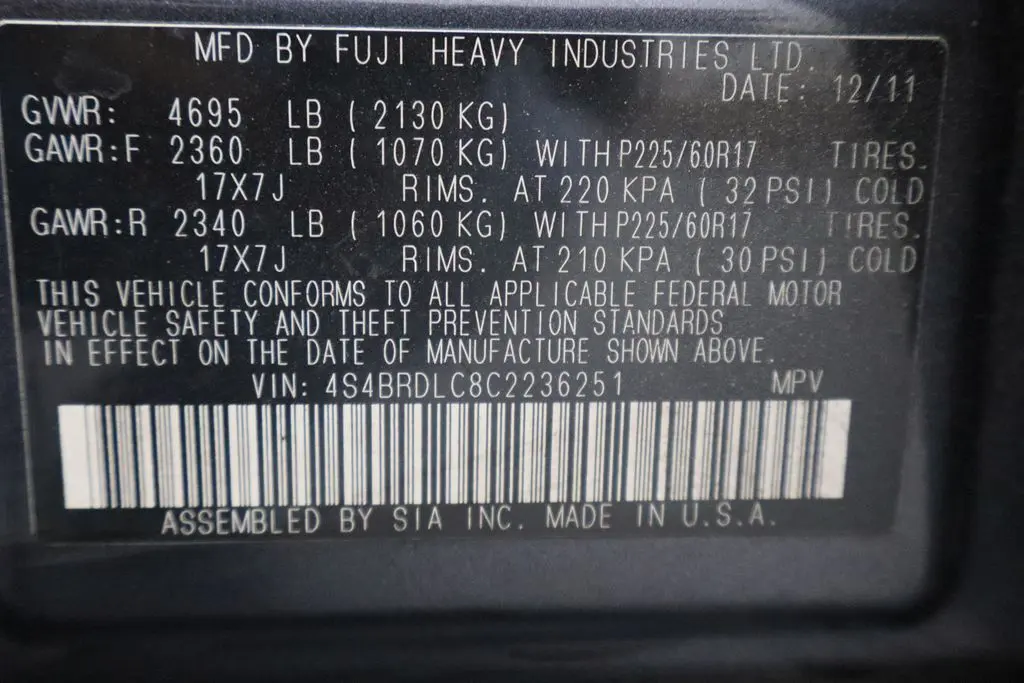 MFD BY FUJI HEAVY INDUSTRIES LTD.
DATE: 12/11
GVWR: 4695 LB ( 2130 KG)
GAWR:F 2360 LB ( 1070 KG) WITH P225/60R17 TIRES.
17X7J RIMS. AT 220 KPA ( 32 PSI) COLD
GAWR:R 2340 LB ( 1060 KG) WITH P225/60R17 TIRES.
17X7J RIMS. AT 210 KPA ( 30 PSI) COLD
THIS VEHICLE CONFORMS TO ALL APPLICABLE FEDERAL MOTOR
VEHICLE SAFETY AND THEFT PREVENTION STANDARDS
IN EFFECT ON THE DATE OF MANUFACTURE SHOWN ABOVE.
VIN: 4S4BRDLC8C2236251 MPV
ASSEMBLED BY SIA INC. MADE IN U.S.A.